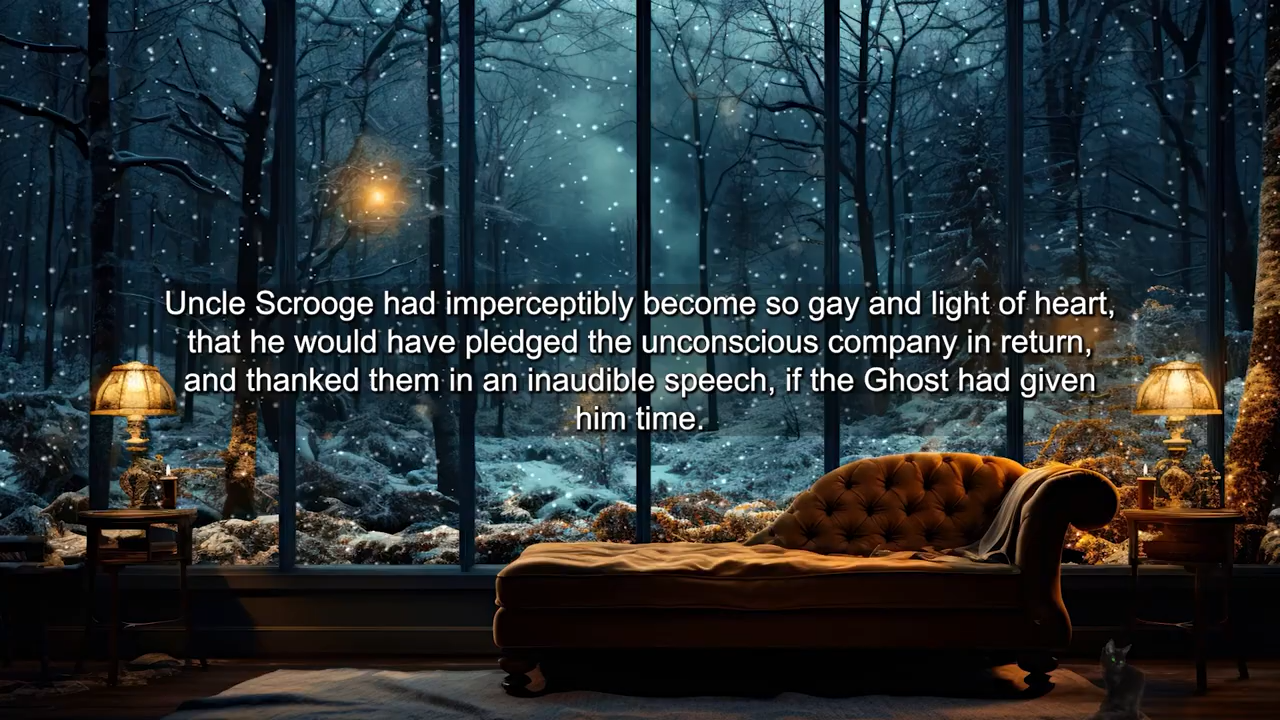 Uncle Scrooge had imperceptibly become so gay and light of heart,
that he would have pledged the unconscious company in return,
and thanked them in an inaudible speech, if the Ghost had given
him time.